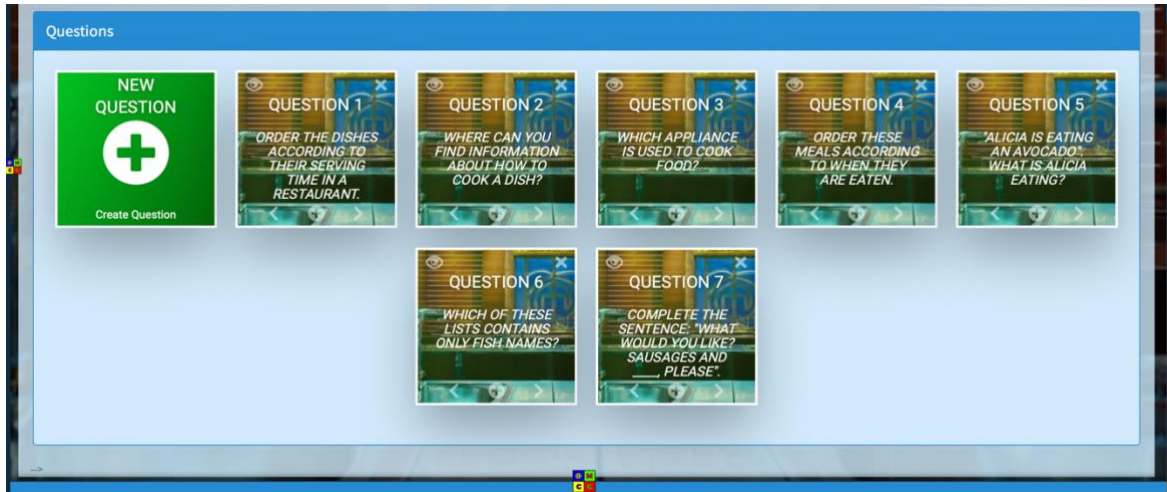 Questions
NEW
QUESTION
Create Question
QUESTION 1
ORDER THE DISHES
ACCORDING TO
THEIR SERVING
TIME IN A
RESTAURANT.
QUESTION 2
WHERE CAN YOU
FIND INFORMATION
ABOUT HOW TO
COOK A DISH?
QUESTION 3
WHICH APPLIANCE
IS USED TO COOK
FOOD?
QUESTION 4
ORDER THESE
MEALS ACCORDING
TO WHEN THEY
ARE EATEN.
QUESTION 5
"ALICIA IS EATING
AN AVOCADO".
WHAT IS ALICIA
EATING?
QUESTION 6
WHICH OF THESE
LISTS CONTAINS
ONLY FISH NAMES?
QUESTION 7
COMPLETE THE
SENTENCE: "WHAT
WOULD YOU LIKE?
SAUSAGES AND
____, PLEASE".
-->